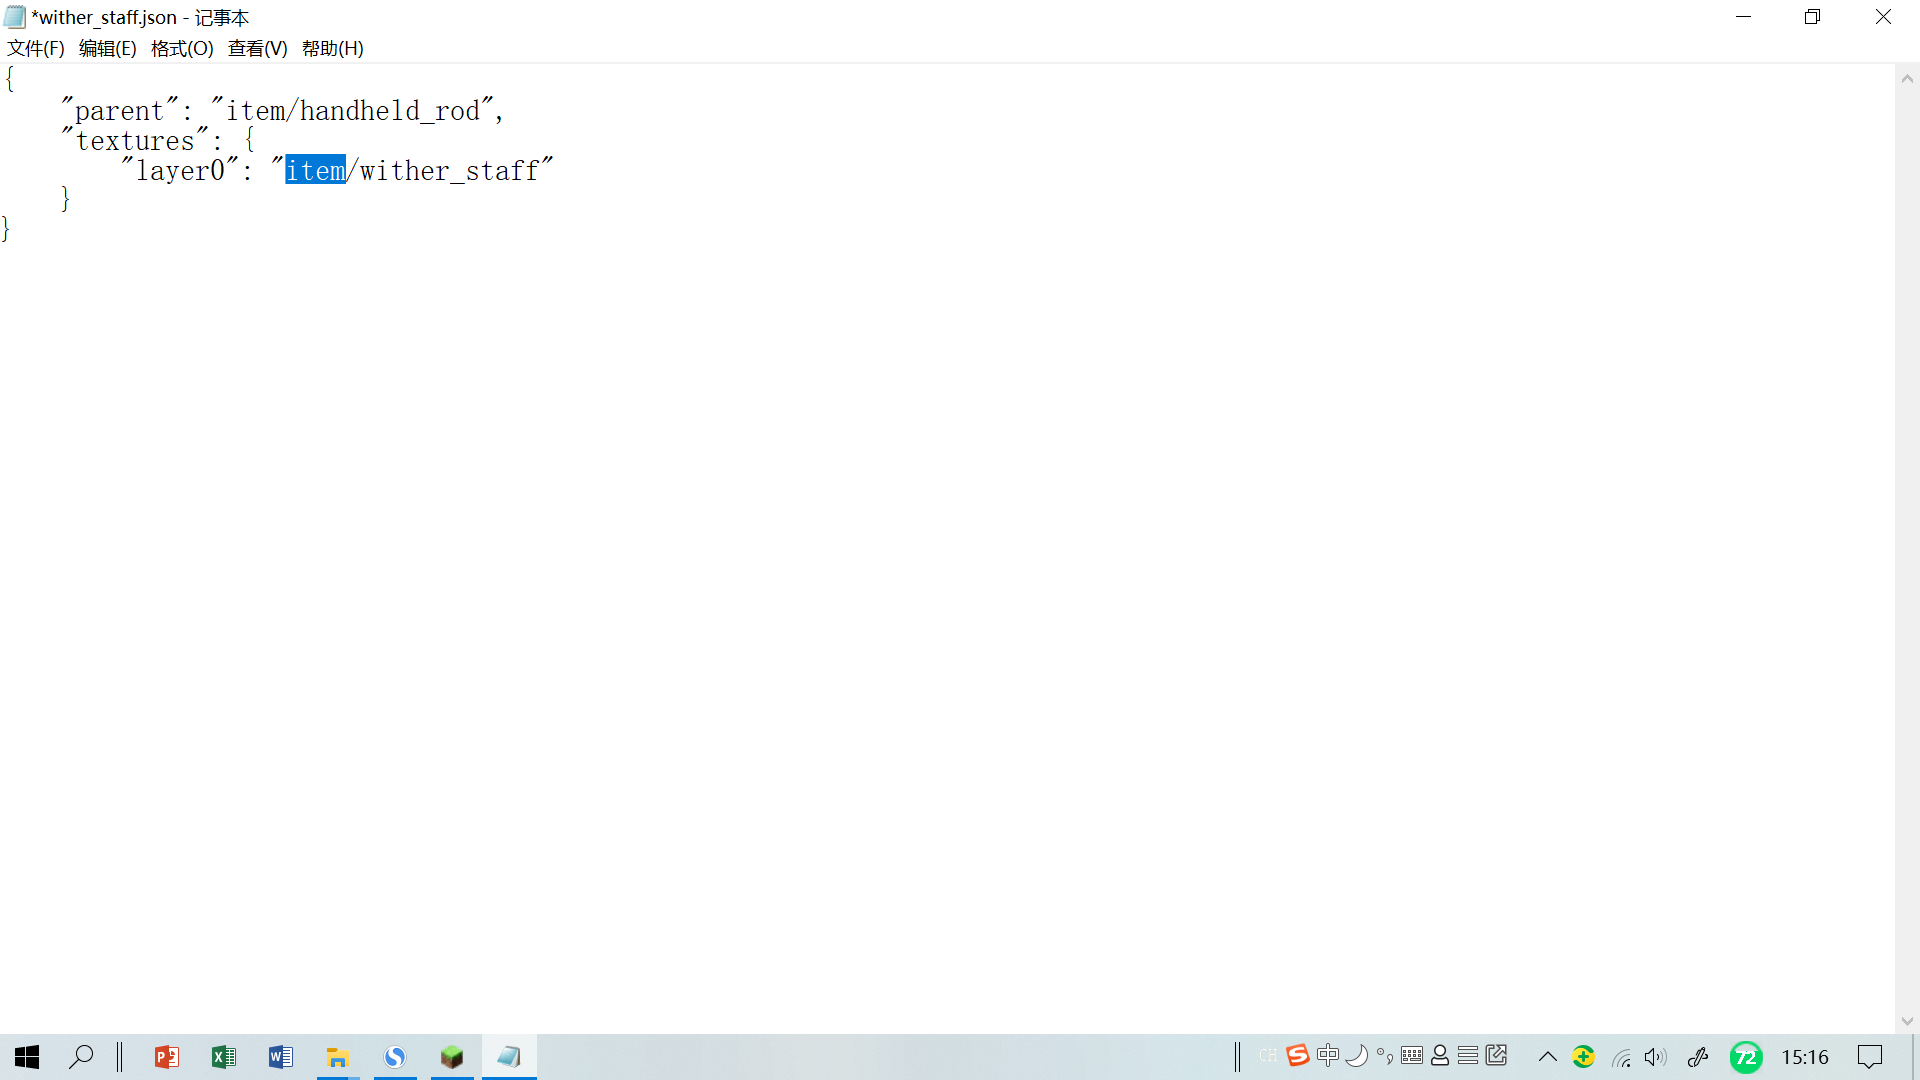 *wither_staff.json - 记事本
文件(F) 编辑(E) 格式(O) 查看(V) 帮助(H)
{
    "parent": "item/handheld_rod",
    "textures": {
        "layer0": "item/wither_staff"
    }
}
CH 中 72 15:16